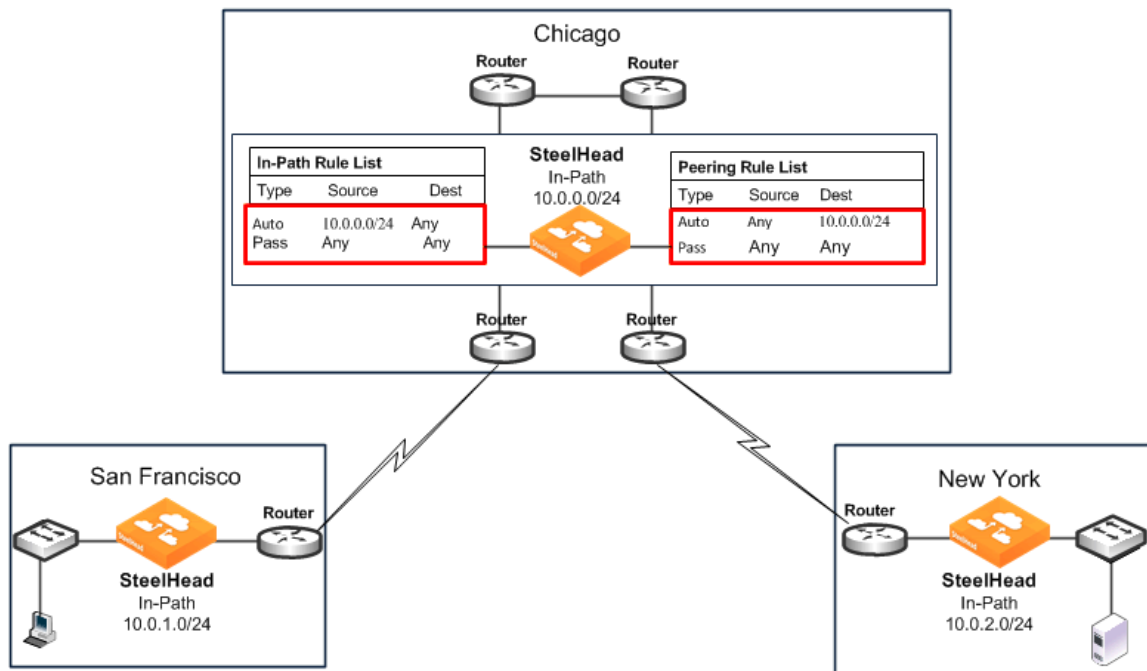 Chicago
Router
Router
In-Path Rule List
Type Source Dest
Auto 10.0.0.0/24 Any
Pass Any Any
SteelHead
In-Path
10.0.0.0/24
SteelHead
Peering Rule List
Type Source Dest
Auto Any 10.0.0.0/24
Pass Any Any
Router
Router
San Francisco
Router
SteelHead
SteelHead
In-Path
10.0.1.0/24
New York
Router
SteelHead
SteelHead
In-Path
10.0.2.0/24